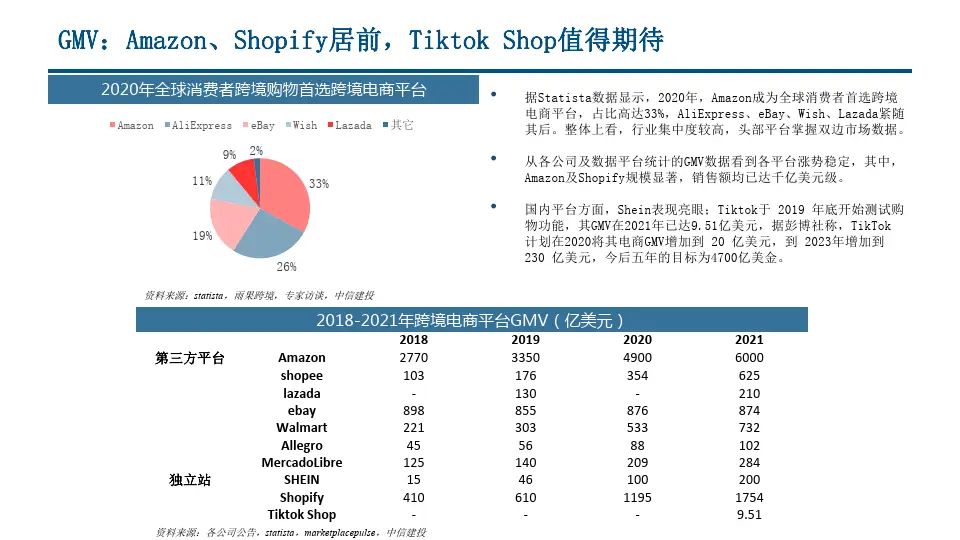 GMV：Amazon、Shopify居前，Tiktok Shop值得期待
2020年全球消费者跨境购物首选跨境电商平台
Amazon AliExpress eBay Wish Lazada 其它
2%
9%
11%
33%
19%
26%
资料来源：statista，雨果跨境，专家访谈，中信建投
• 据Statista数据显示，2020年，Amazon成为全球消费者首选跨境
电商平台，占比高达33%，AliExpress、eBay、Wish、Lazada紧随
其后。整体上看，行业集中度较高，头部平台掌握双边市场数据。
• 从各公司及数据平台统计的GMV数据看到各平台涨势稳定，其中，
Amazon及Shopify规模显著，销售额均已达千亿美元级。
• 国内平台方面，Shein表现亮眼；Tiktok于 2019 年底开始测试购
物功能，其GMV在2021年已达9.51亿美元，据彭博社称，TikTok
计划在2020将其电商GMV增加到 20 亿美元，到 2023年增加到
230 亿美元，今后五年的目标为4700亿美金。
2018-2021年跨境电商平台GMV（亿美元）
2018 2019 2020 2021
第三方平台 Amazon 2770 3350 4900 6000
shopee 103 176 354 625
lazada - 130 - 210
ebay 898 855 876 874
Walmart 221 303 533 732
Allegro 45 56 88 102
MercadoLibre 125 140 209 284
独立站 SHEIN 15 46 100 200
Shopify 410 610 1195 1754
Tiktok Shop - - - 9.51
资料来源：各公司公告，statista，marketplacepulse，中信建投